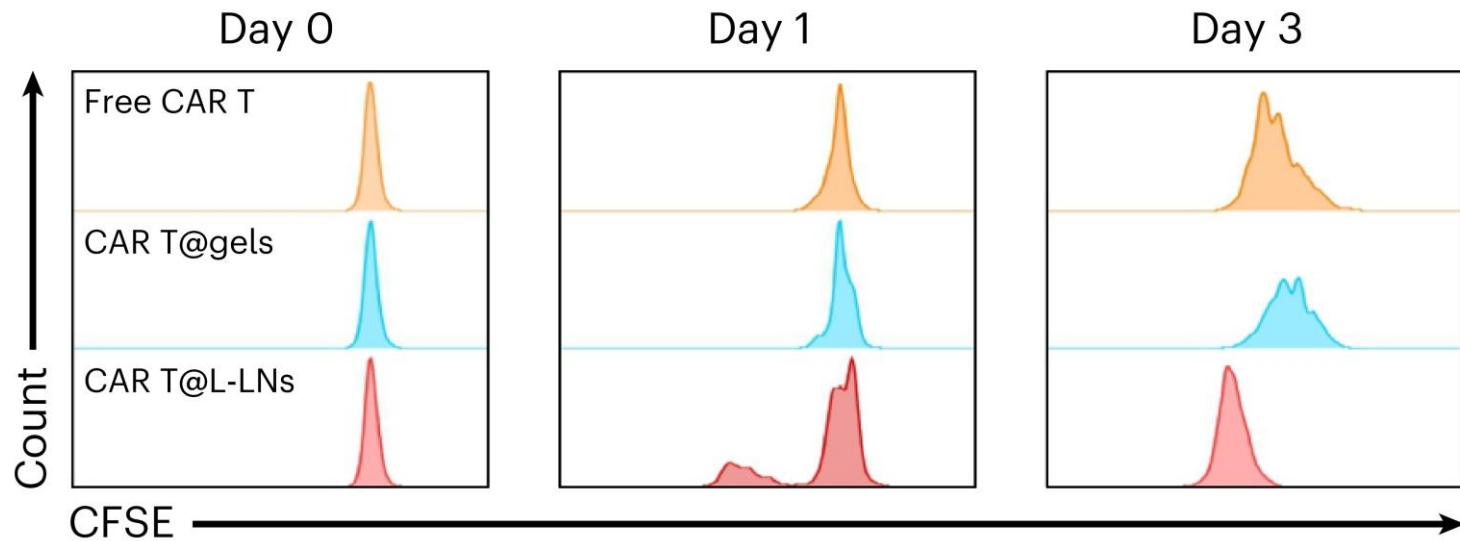 Day 0
Day 1
Day 3
Free CAR T
CAR T@gels
CAR T@L-LNs
Count
CFSE